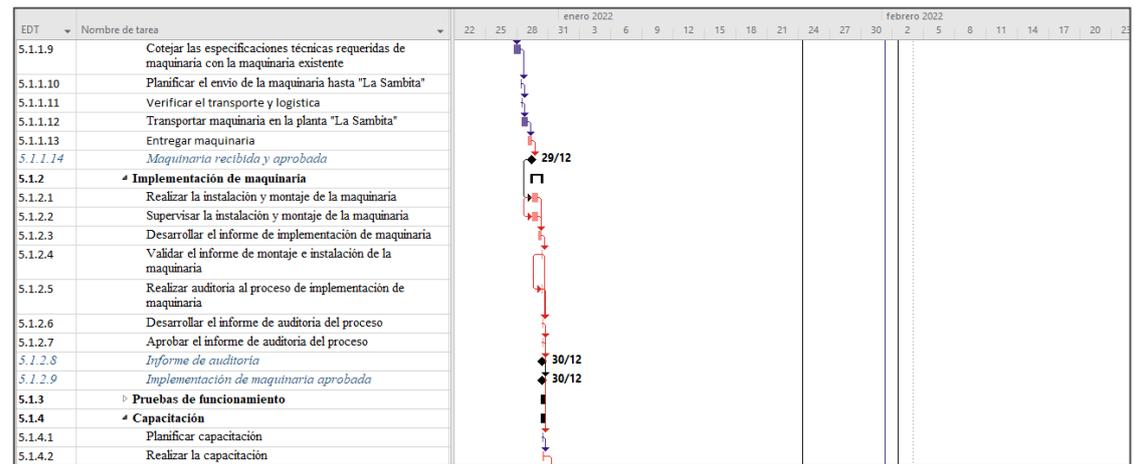 enero 2022 febrero 2022
EDT Nombre de tarea 22 25 28 31 3 6 9 12 15 18 21 24 27 30 2 5 8 11 14 17 20 23
5.1.1.9 Cotejar las especificaciones técnicas requeridas de
maquinaria con la maquinaria existente
5.1.1.10 Planificar el envío de la maquinaria hasta "La Sambita"
5.1.1.11 Verificar el transporte y logística
5.1.1.12 Transportar maquinaria en la planta "La Sambita"
5.1.1.13 Entregar maquinaria
5.1.1.14 Maquinaria recibida y aprobada 29/12
5.1.2 Implementación de maquinaria
5.1.2.1 Realizar la instalación y montaje de la maquinaria
5.1.2.2 Supervisar la instalación y montaje de la maquinaria
5.1.2.3 Desarrollar el informe de implementación de maquinaria
5.1.2.4 Validar el informe de montaje e instalación de la
maquinaria
5.1.2.5 Realizar auditoria al proceso de implementación de
maquinaria
5.1.2.6 Desarrollar el informe de auditoria del proceso
5.1.2.7 Aprobar el informe de auditoria del proceso
5.1.2.8 Informe de auditoría 30/12
5.1.2.9 Implementación de maquinaria aprobada 30/12
5.1.3 Pruebas de funcionamiento
5.1.4 Capacitación
5.1.4.1 Planificar capacitación
5.1.4.2 Realizar la capacitación